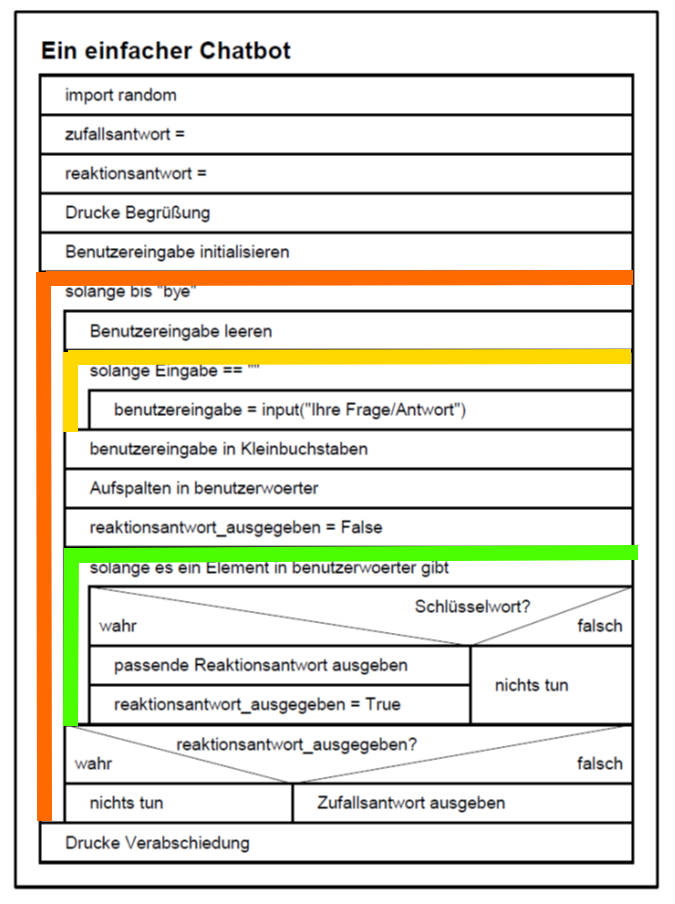 Ein einfacher Chatbot
import random
zufallsantwort =
reaktionsantwort =
Drucke Begrüßung
Benutzereingabe initialisieren
solange bis "bye"
Benutzereingabe leeren
solange Eingabe == ""
benutzereingabe = input("Ihre Frage/Antwort")
benutzereingabe in Kleinbuchstaben
Aufspalten in benutzerwoerter
reaktionsantwort_ausgegeben = False
solange es ein Element in benutzerwoerter gibt
Schlüsselwort?
wahr falsch
passende Reaktionsantwort ausgeben
nichts tun
reaktionsantwort_ausgegeben = True
reaktionsantwort_ausgegeben?
wahr falsch
nichts tun Zufallsantwort ausgeben
Drucke Verabschiedung